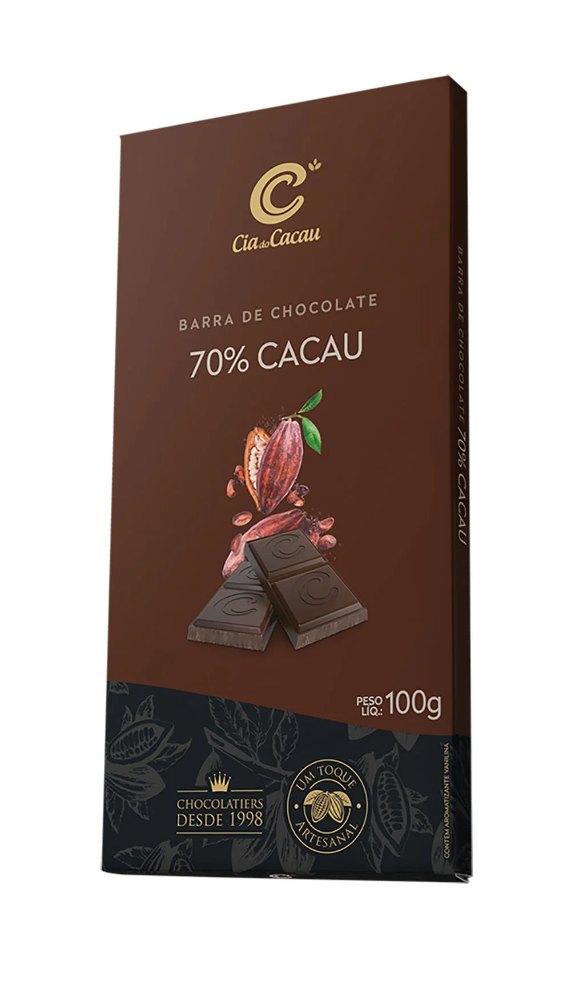 Cia do Cacau
BARRA DE CHOCOLATE
70% CACAU
PESO
LÍQ.: 100g
CHOCOLATIERS
DESDE 1998
UM TOQUE
ARTESANAL
BARRA DE CHOCOLATE 70% CACAU
CONTÉM AROMATIZANTE VANILINA